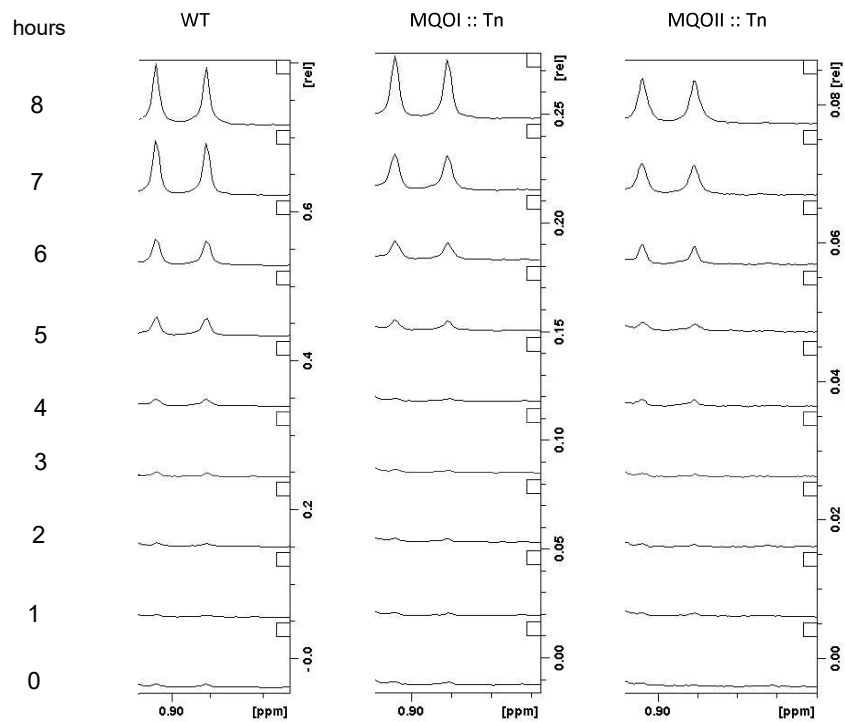 hours
WT
MQOI :: Tn
MQOII :: Tn
8
7
6
5
4
3
2
1
0
[rel]
0.6
0.4
0.2
-0.0
0.90
[ppm]
[rel]
0.25
0.20
0.15
0.10
0.05
0.00
0.90
[ppm]
[rel]
0.08
0.06
0.04
0.02
0.00
0.90
[ppm]